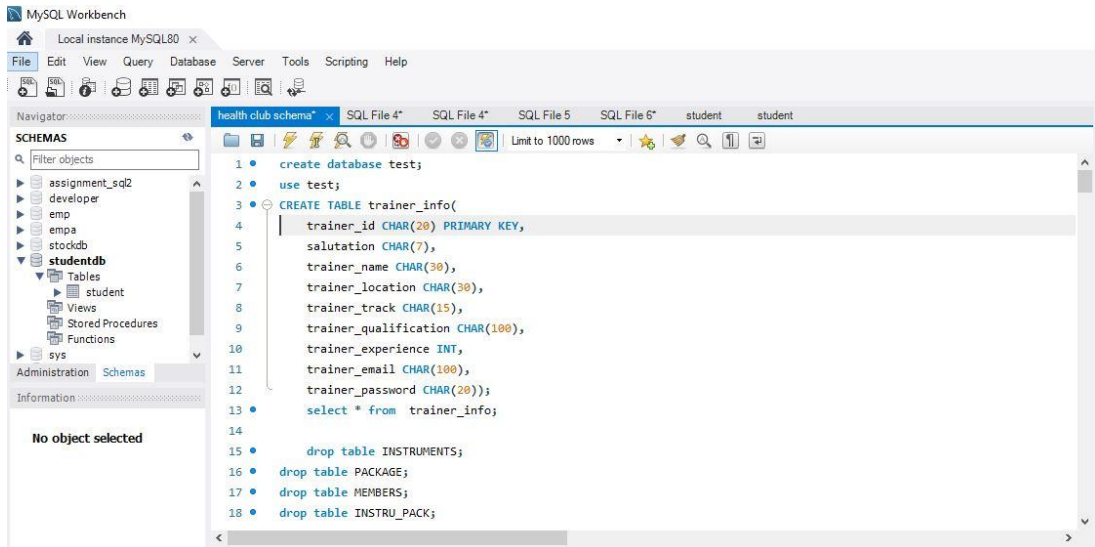 MySQL Workbench
Local instance MySQL80 ×
File Edit View Query Database Server Tools Scripting Help
Navigator
SCHEMAS
Filter objects
assignment_sql2
developer
emp
empa
stockdb
studentdb
Tables
student
Views
Stored Procedures
Functions
sys
Administration Schemas
Information
No object selected
health club schema* × SQL File 4* SQL File 4* SQL File 5 SQL File 6* student student
Limit to 1000 rows
1 create database test;
2 use test;
3 CREATE TABLE trainer_info(
4 trainer_id CHAR(20) PRIMARY KEY,
5 salutation CHAR(7),
6 trainer_name CHAR(30),
7 trainer_location CHAR(30),
8 trainer_track CHAR(15),
9 trainer_qualification CHAR(100),
10 trainer_experience INT,
11 trainer_email CHAR(100),
12 trainer_password CHAR(20));
13 select * from trainer_info;
14
15 drop table INSTRUMENTS;
16 drop table PACKAGE;
17 drop table MEMBERS;
18 drop table INSTRU_PACK;